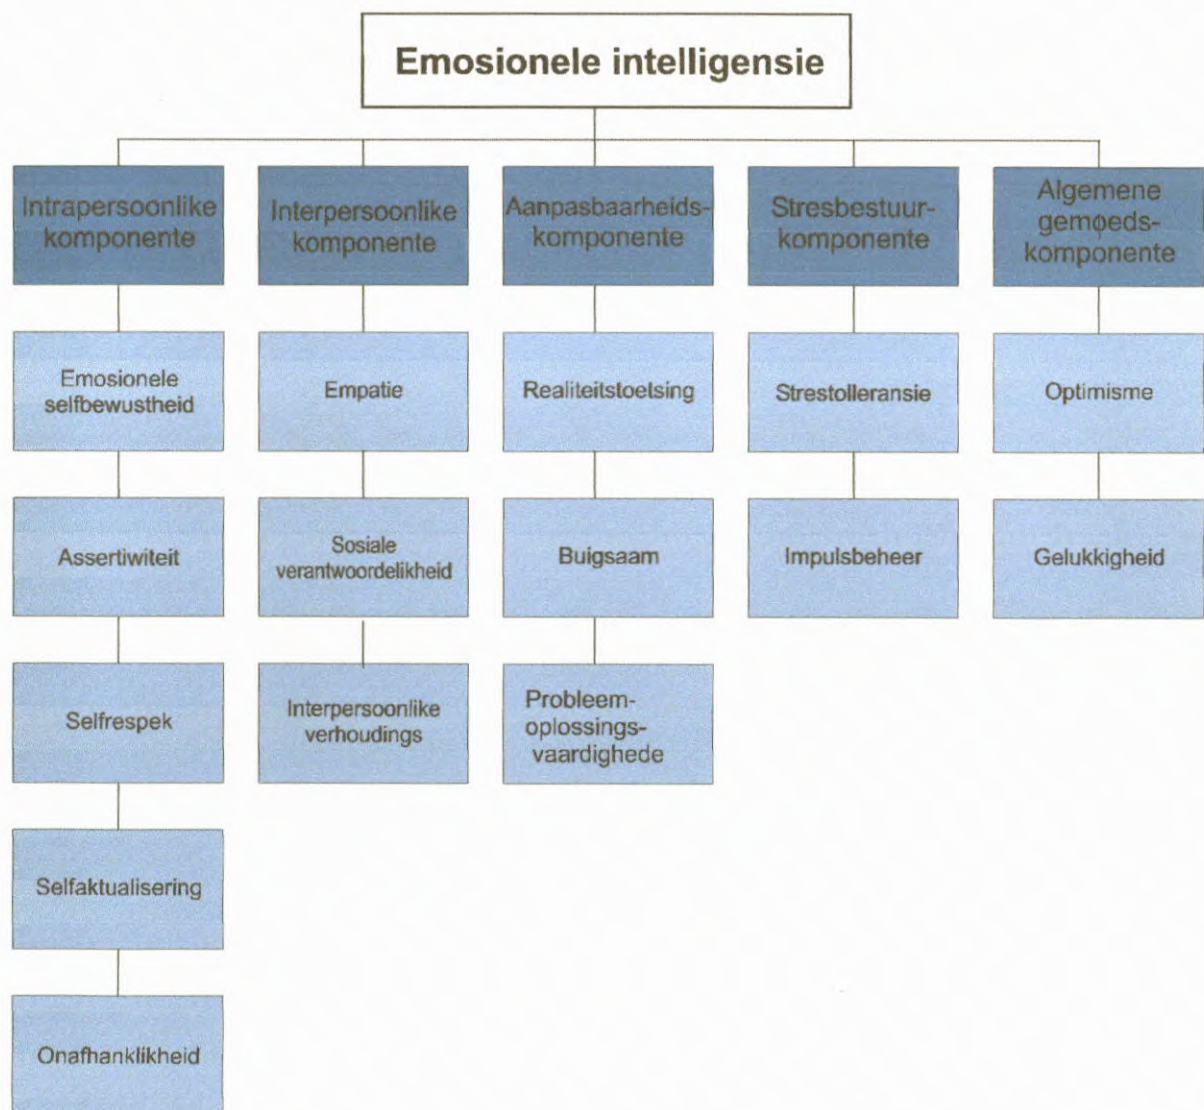 Emosionele intelligensie
Intrapersoonlike
komponente
Interpersoonlike
komponente
Aanpasbaarheids-
komponente
Stresbestuur-
komponente
Algemene
gemoeds-
komponente
Emosionele
selfbewustheid
Empatie
Realiteitstoetsing
Strestolleransie
Optimisme
Assertiwiteit
Sosiale
verantwoordelikheid
Buigsaam
Impulsbeheer
Gelukkigheid
Selfrespek
Interpersoonlike
verhoudings
Probleem-
oplossings-
vaardighede
Selfaktualisering
Onafhanklikheid